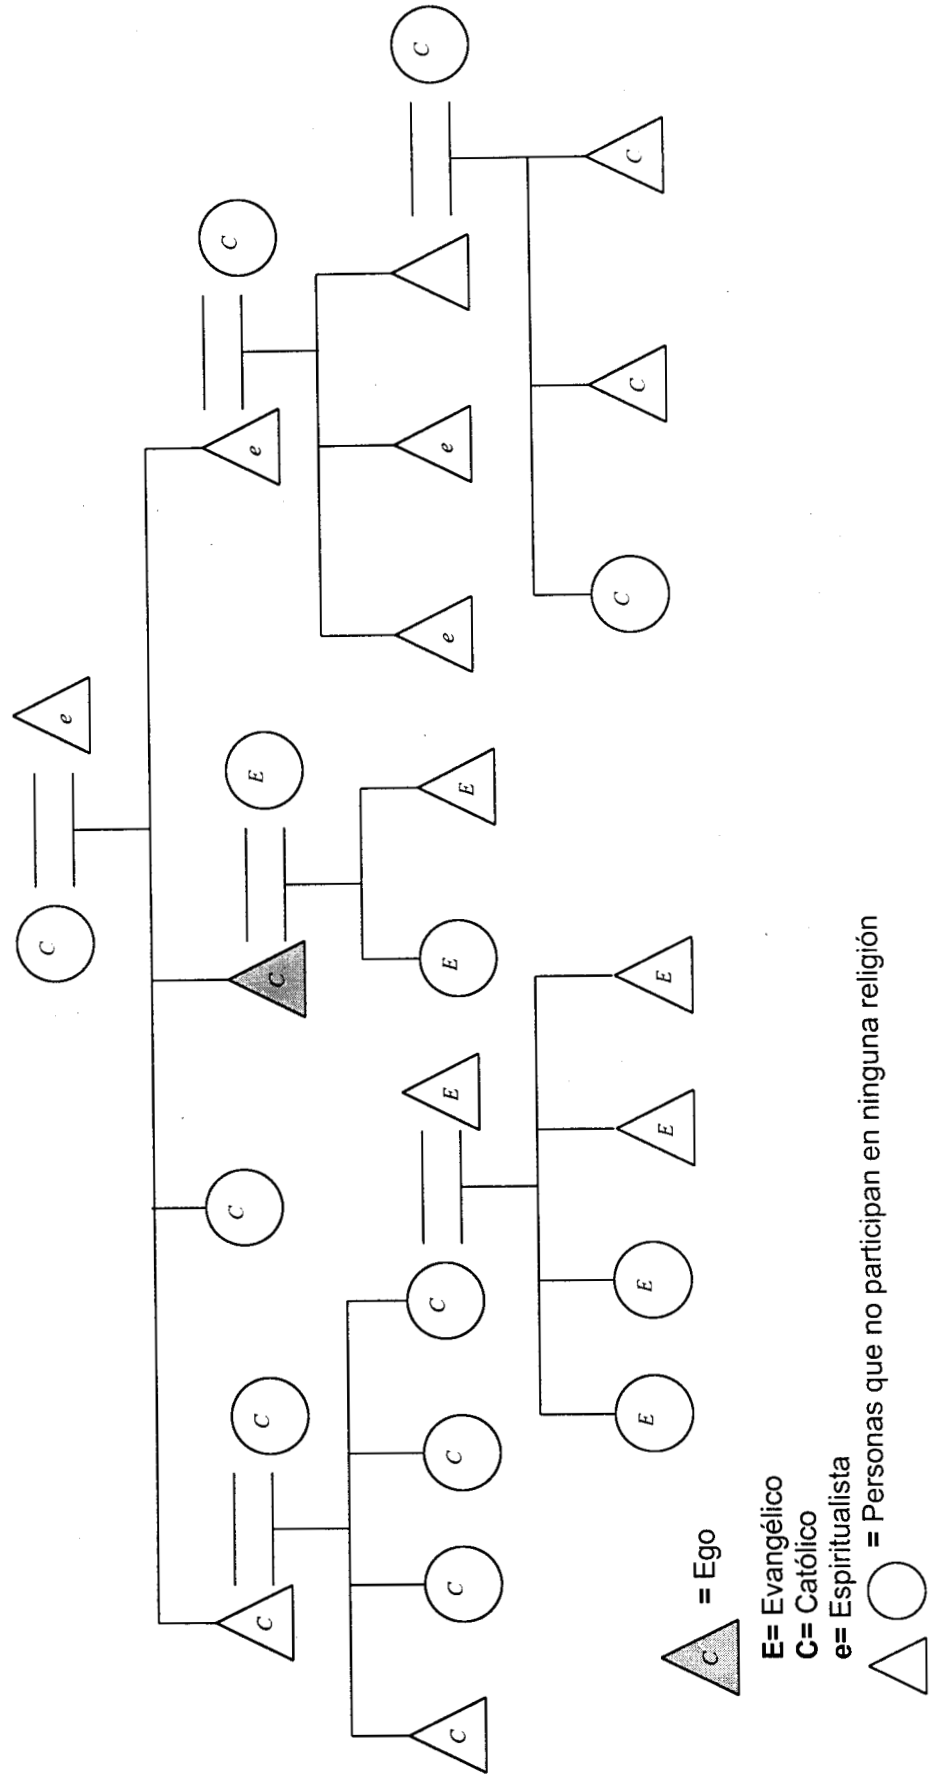 C e
C C C C E e C
C C C C E E E e e C
E E E E C C C
C = Ego
E= Evangélico
C= Católico
e= Espiritualista
= Personas que no participan en ninguna religión